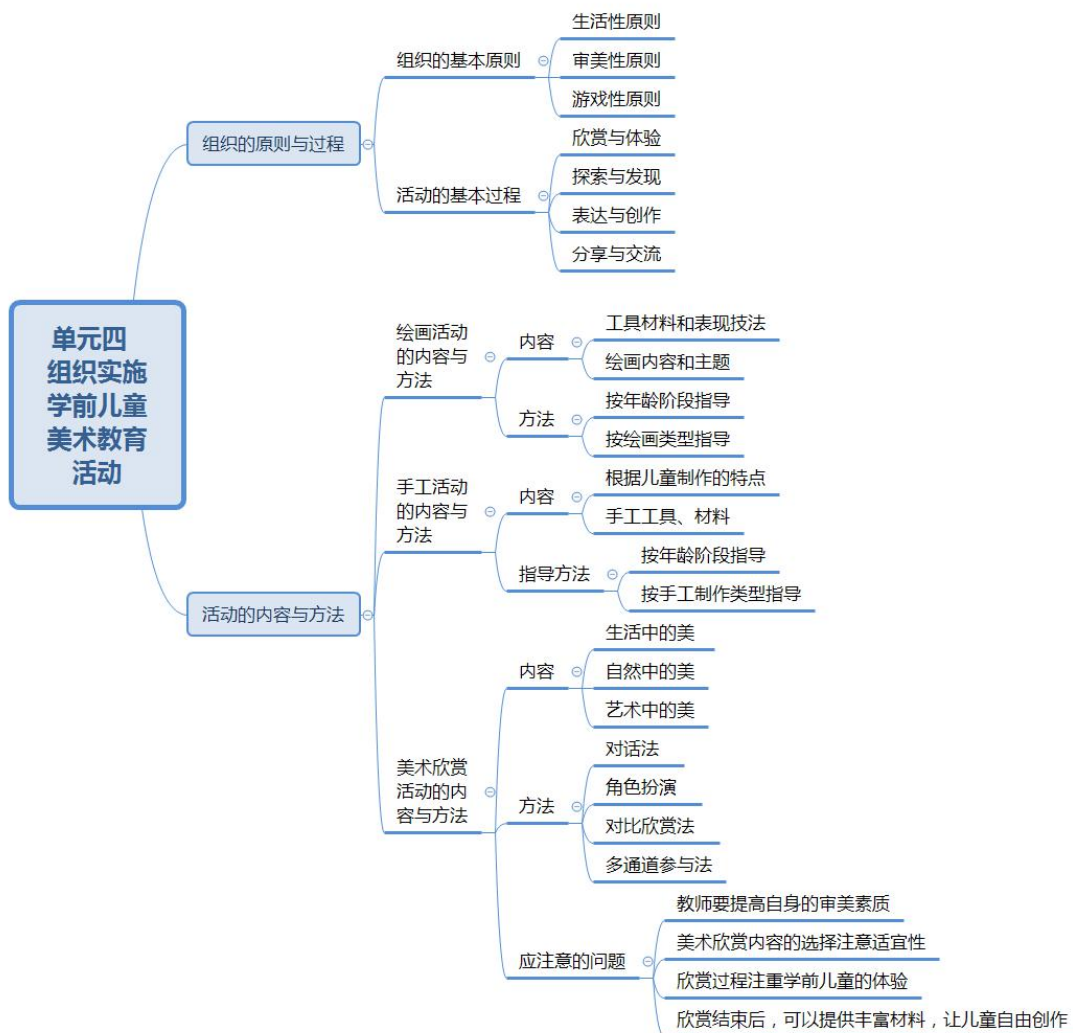 单元四
组织实施
学前儿童
美术教育
活动
组织的原则与过程
组织的基本原则
生活性原则
审美性原则
游戏性原则
活动的基本过程
欣赏与体验
探索与发现
表达与创作
分享与交流
活动的内容与方法
绘画活动
的内容与
方法
内容
工具材料和表现技法
绘画内容和主题
方法
按年龄阶段指导
按绘画类型指导
手工活动
的内容与
方法
内容
根据儿童制作的特点
手工工具、材料
指导方法
按年龄阶段指导
按手工制作类型指导
美术欣赏
活动的内
容与方法
内容
生活中的美
自然中的美
艺术中的美
方法
对话法
角色扮演
对比欣赏法
多通道参与法
应注意的问题
教师要提高自身的审美素质
美术欣赏内容的选择注意适宜性
欣赏过程注重学前儿童的体验
欣赏结束后，可以提供丰富材料，让儿童自由创作